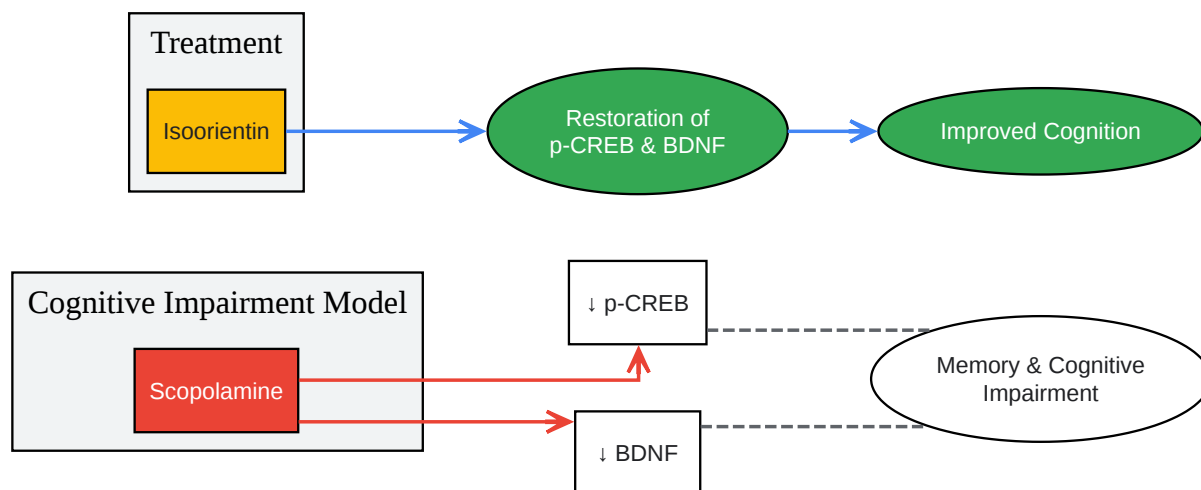 Treatment
Isoorientin
Restoration of
p-CREB & BDNF
Improved Cognition
Cognitive Impairment Model
Scopolamine
↓ p-CREB
↓ BDNF
Memory & Cognitive
Impairment